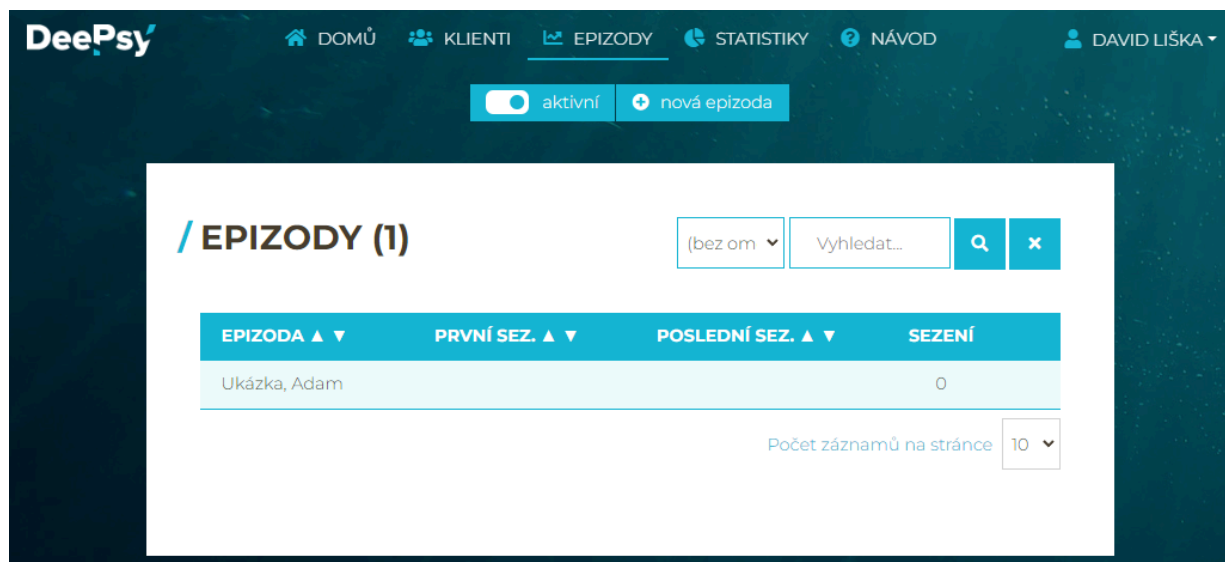 DeePsy DOMŮ KLIENTI EPIZODY STATISTIKY NÁVOD DAVID LIŠKA
aktivní nová epizoda
/ EPIZODY (1) (bez om Vyhledat...
EPIZODA ▲ ▼ PRVNÍ SEZ. ▲ ▼ POSLEDNÍ SEZ. ▲ ▼ SEZENÍ
Ukázka, Adam 0
Počet záznamů na stránce 10